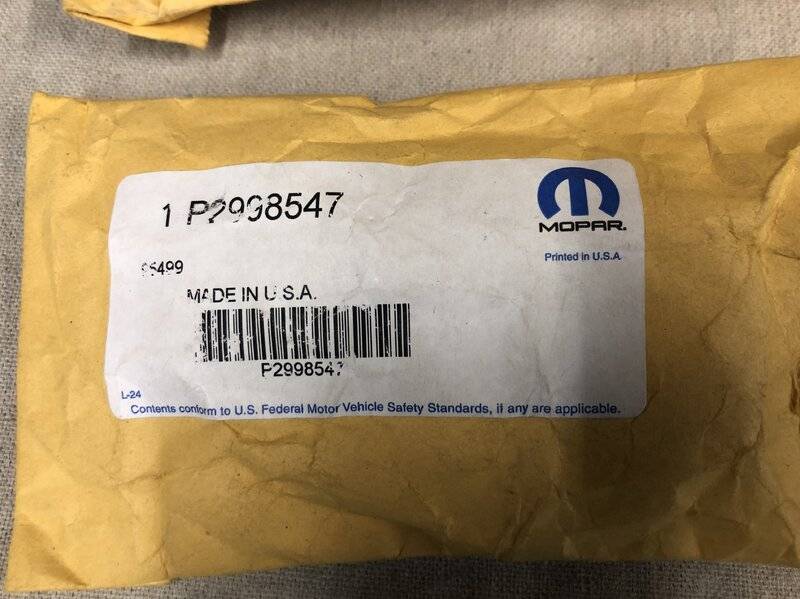 1 P2998547
MOPAR.
Printed in U.S.A.
95499
MADE IN U.S.A.
P2998547
L-24
Contents conform to U.S. Federal Motor Vehicle Safety Standards, if any are applicable.